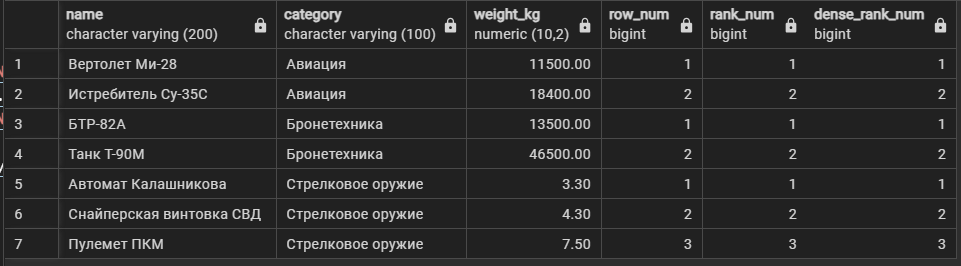 name category weight_kg row_num rank_num dense_rank_num
character varying (200) character varying (100) numeric (10,2) bigint bigint bigint
1 Вертолет Ми-28 Авиация 11500.00 1 1 1
2 Истребитель Су-35С Авиация 18400.00 2 2 2
3 БТР-82А Бронетехника 13500.00 1 1 1
4 Танк Т-90М Бронетехника 46500.00 2 2 2
5 Автомат Калашникова Стрелковое оружие 3.30 1 1 1
6 Снайперская винтовка СВД Стрелковое оружие 4.30 2 2 2
7 Пулемет ПКМ Стрелковое оружие 7.50 3 3 3